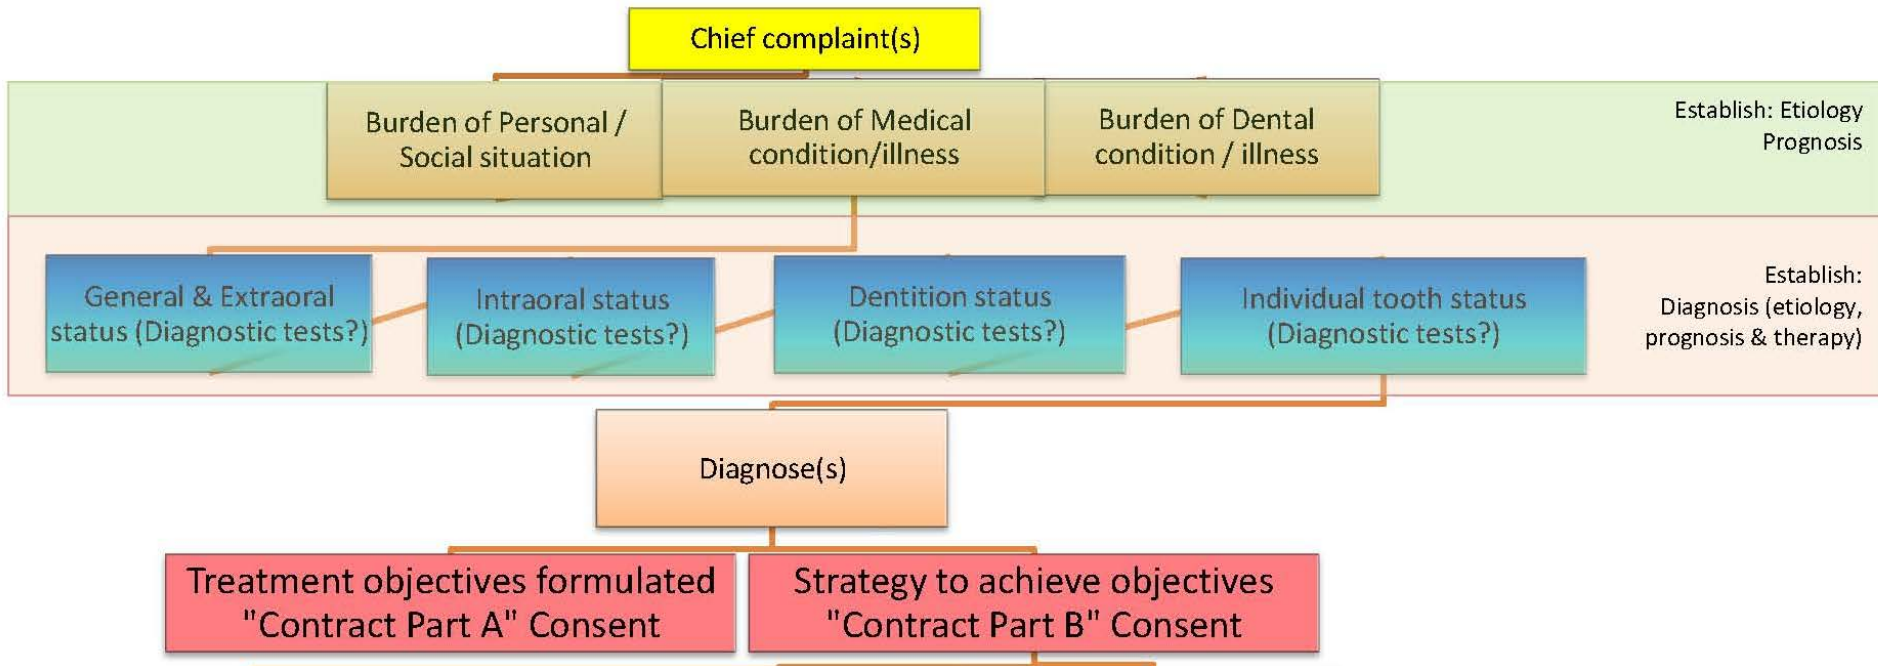 Chief complaint(s)
Burden of Personal /
Social situation
Burden of Medical
condition/illness
Burden of Dental
condition / illness
Establish: Etiology
Prognosis
General & Extraoral
status (Diagnostic tests?)
Intraoral status
(Diagnostic tests?)
Dentition status
(Diagnostic tests?)
Individual tooth status
(Diagnostic tests?)
Establish:
Diagnosis (etiology,
prognosis & therapy)
Diagnose(s)
Treatment objectives formulated
"Contract Part A" Consent
Strategy to achieve objectives
"Contract Part B" Consent